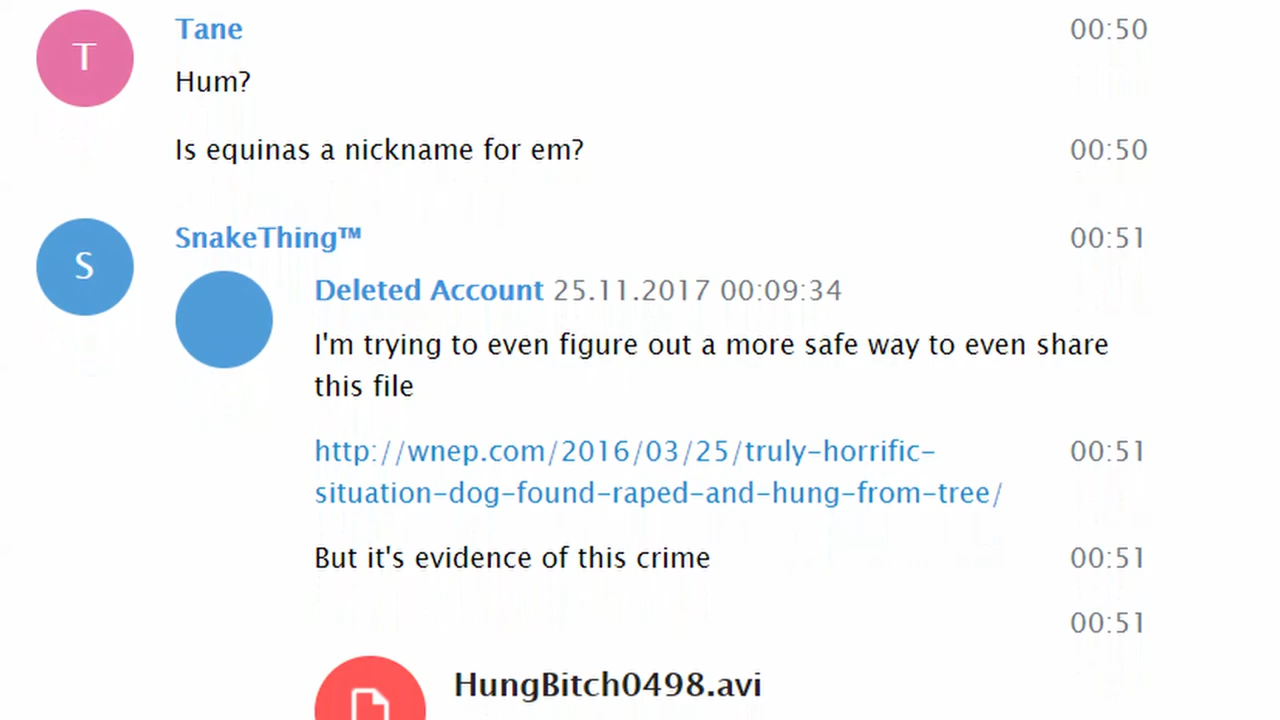 T
Tane 00:50
Hum?
Is equinas a nickname for em? 00:50
S
SnakeThing™ 00:51
Deleted Account 25.11.2017 00:09:34
I'm trying to even figure out a more safe way to even share
this file
http://wnep.com/2016/03/25/truly-horrific- 00:51
situation-dog-found-raped-and-hung-from-tree/
But it's evidence of this crime 00:51
00:51
HungBitch0498.avi